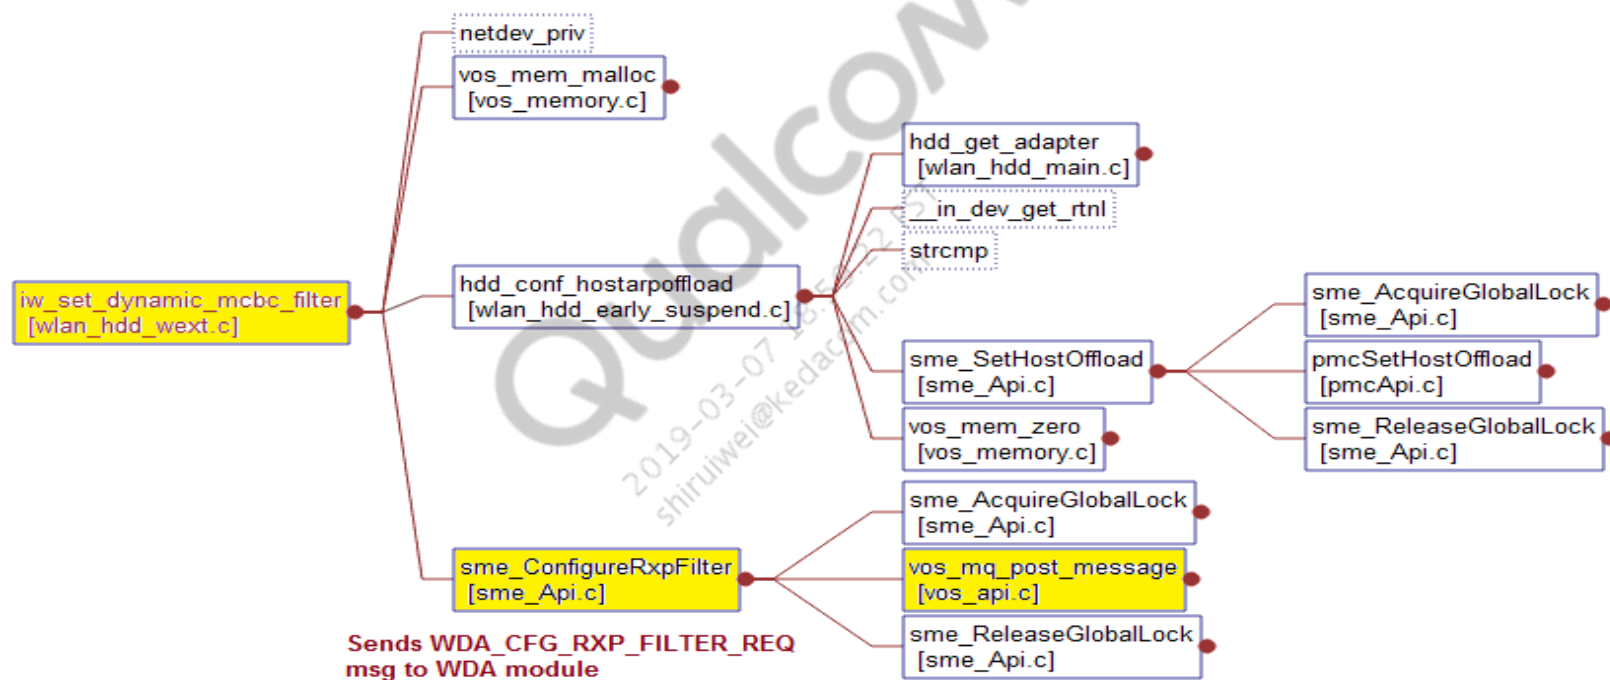 netdev_priv
vos_mem_malloc
[vos_memory.c]
hdd_get_adapter
[wlan_hdd_main.c]
__in_dev_get_rtnl
strcmp
iw_set_dynamic_mcbc_filter
[wlan_hdd_wext.c]
hdd_conf_hostarpoffload
[wlan_hdd_early_suspend.c]
sme_AcquireGlobalLock
[sme_Api.c]
sme_SetHostOffload
[sme_Api.c]
pmcSetHostOffload
[pmcApi.c]
vos_mem_zero
[vos_memory.c]
sme_ReleaseGlobalLock
[sme_Api.c]
sme_AcquireGlobalLock
[sme_Api.c]
sme_ConfigureRxpFilter
[sme_Api.c]
vos_mq_post_message
[vos_api.c]
sme_ReleaseGlobalLock
[sme_Api.c]
Sends WDA_CFG_RXP_FILTER_REQ
msg to WDA module
Qualcom
2019-03-07
shiruiwei@kedacom.com